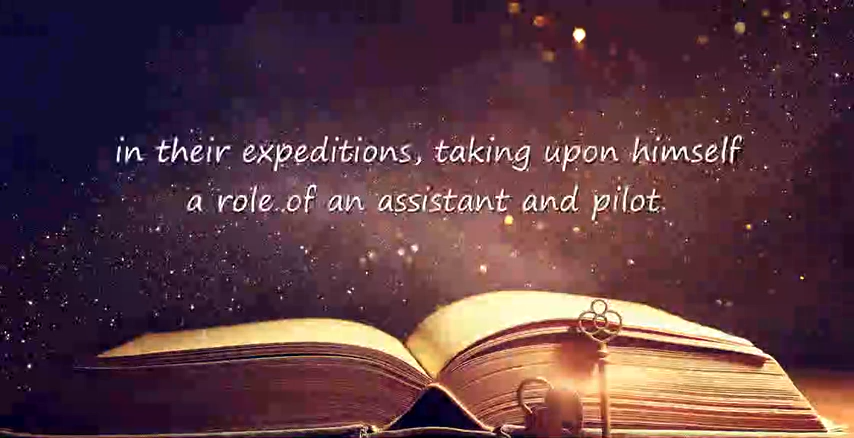 in their expeditions, taking upon himself
a role of an assistant and pilot